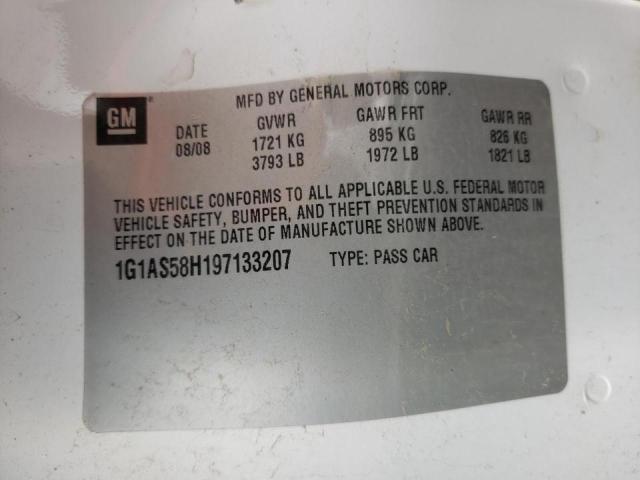 MFD BY GENERAL MOTORS CORP.
GM
DATE GVWR GAWR FRT GAWR RR
08/08 1721 KG 895 KG 826 KG
3793 LB 1972 LB 1821 LB
THIS VEHICLE CONFORMS TO ALL APPLICABLE U.S. FEDERAL MOTOR
VEHICLE SAFETY, BUMPER, AND THEFT PREVENTION STANDARDS IN
EFFECT ON THE DATE OF MANUFACTURE SHOWN ABOVE.
1G1AS58H197133207 TYPE: PASS CAR